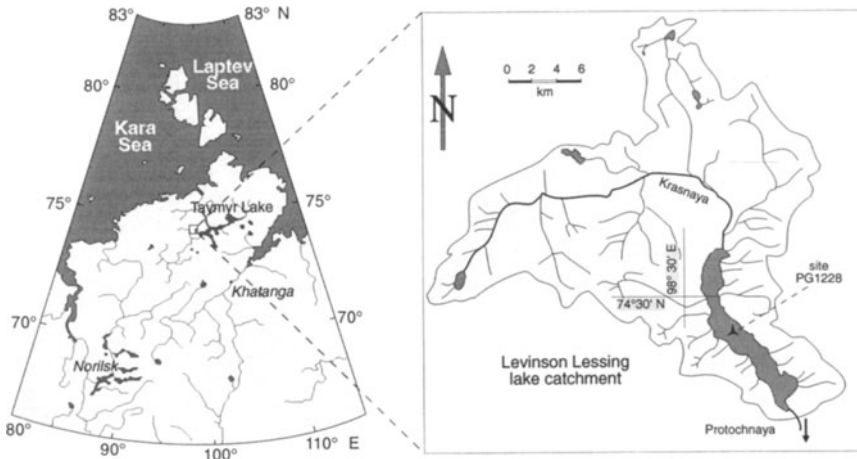 83°
83° N
Laptev
Sea
80°
80°
Kara
Sea
75°
75°
Taymyr Lake
Khatanga
70°
70°
Norilsk
80°
90°
100° E
110°
N
0 2 4 6
km
Krasnaya
98° 30' E
74°30' N
site
PG1228
Levinson Lessing
lake catchment
Protochnaya